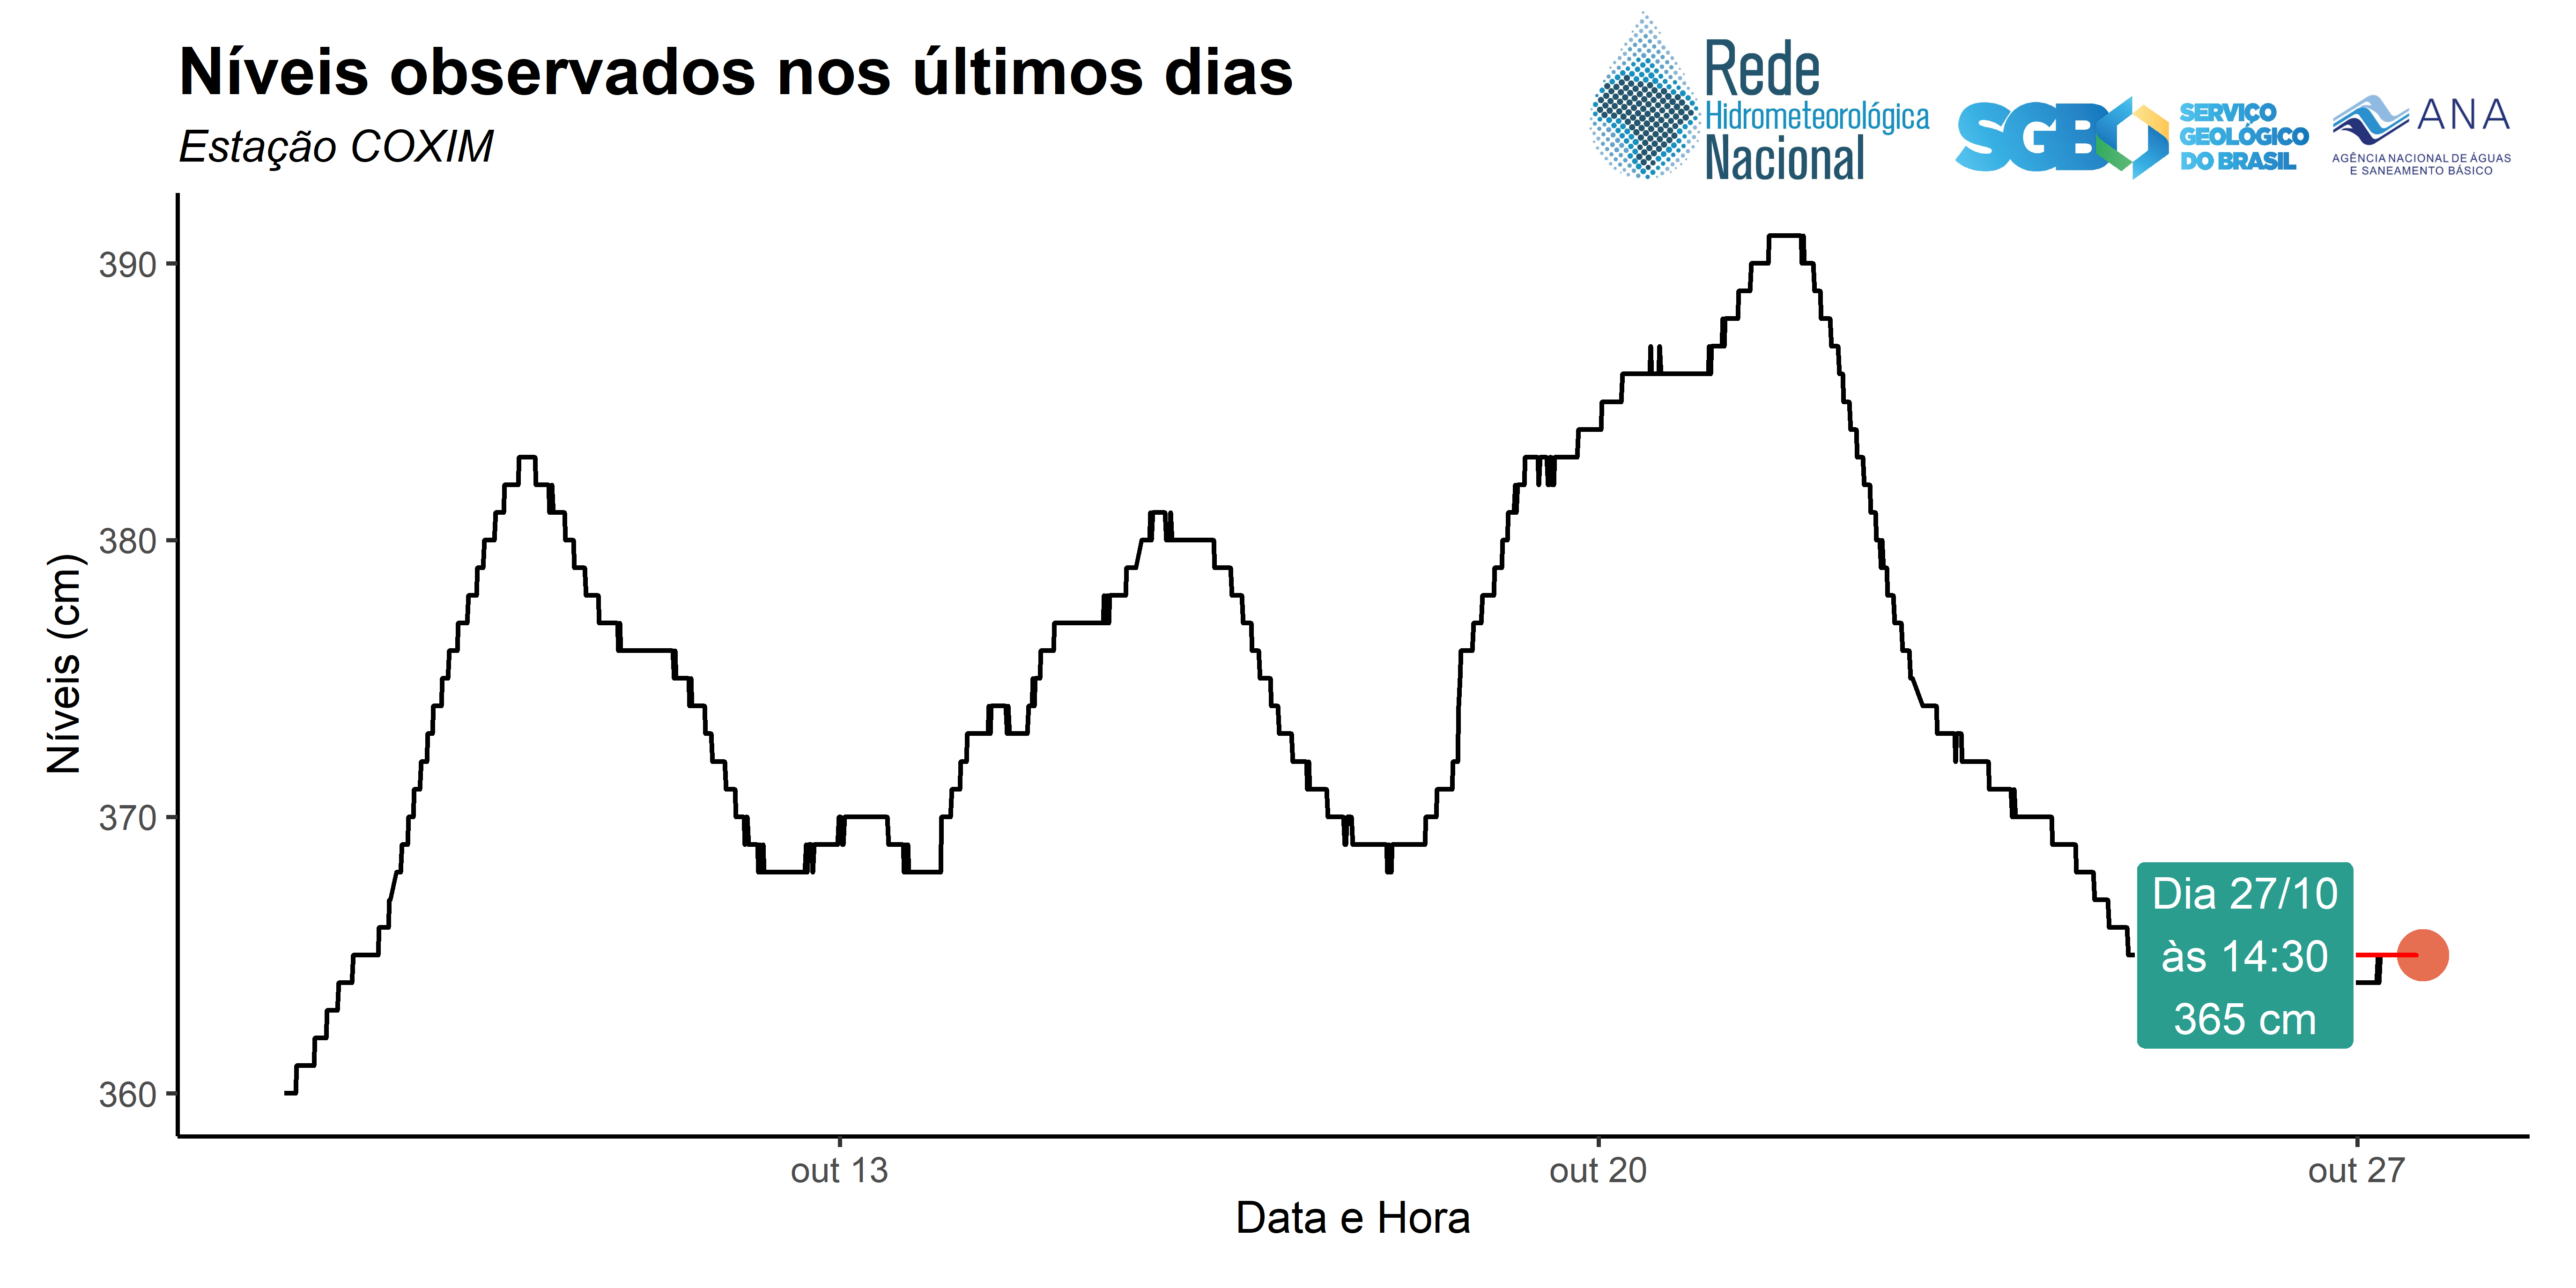 Níveis observados nos últimos dias
Estação COXIM
Rede
Hidrometeorológica
Nacional
SGB
SERVIÇO
GEOLÓGICO
DO BRASIL
ANA
AGÊNCIA NACIONAL DE ÁGUAS
E SANEAMENTO BÁSICO
Níveis (cm)
390
380
370
360
Dia 27/10
às 14:30
365 cm
out 13
out 20
out 27
Data e Hora